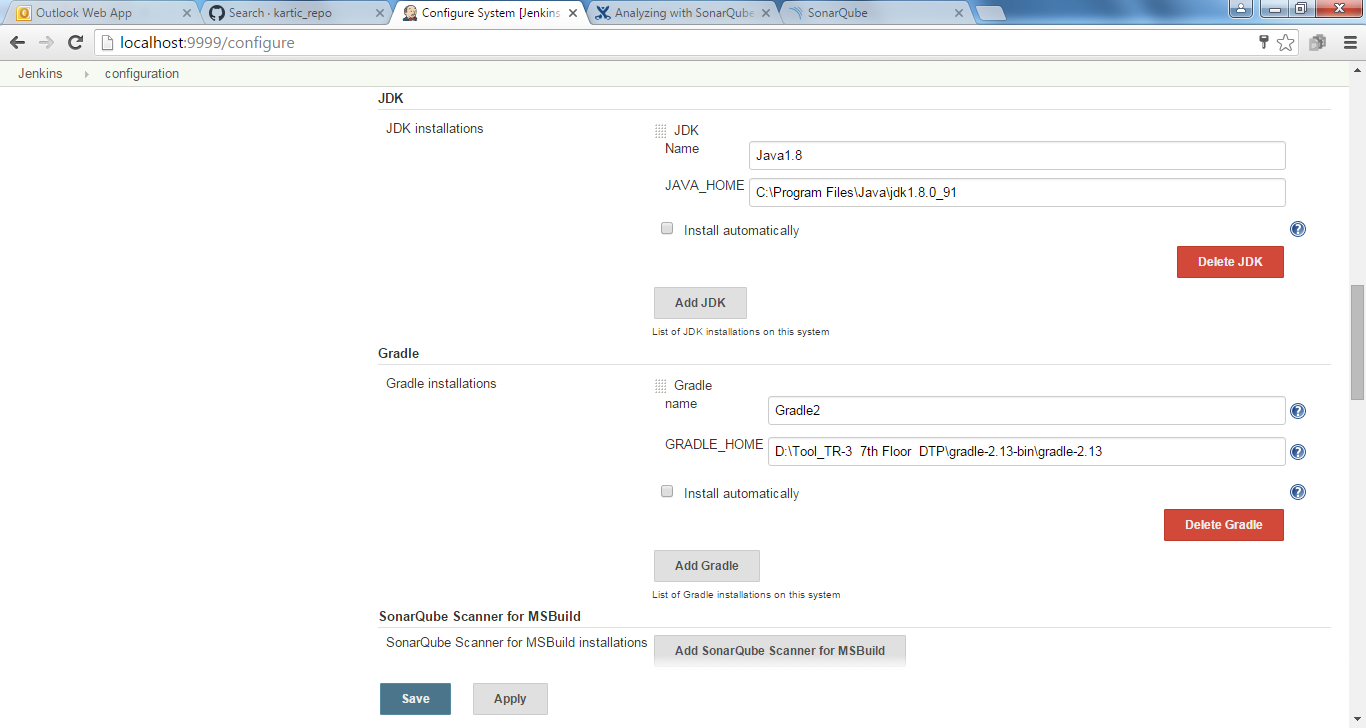 Outlook Web App
Search · kartic_repo
Configure System [Jenkins
Analyzing with SonarQube
SonarQube
localhost:9999/configure
Jenkins configuration
JDK
JDK installations
JDK
Name
Java1.8
JAVA_HOME
C:\Program Files\Java\jdk1.8.0_91
Install automatically
Delete JDK
Add JDK
List of JDK installations on this system
Gradle
Gradle installations
Gradle
name
Gradle2
GRADLE_HOME
D:\Tool_TR-3  7th Floor  DTP\gradle-2.13-bin\gradle-2.13
Install automatically
Delete Gradle
Add Gradle
List of Gradle installations on this system
SonarQube Scanner for MSBuild
SonarQube Scanner for MSBuild installations
Add SonarQube Scanner for MSBuild
Save
Apply